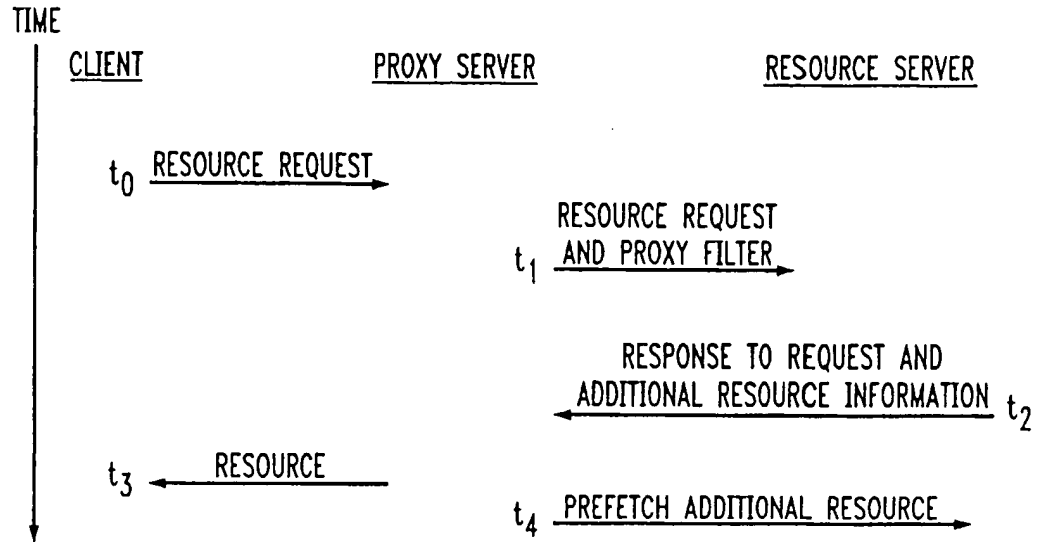 TIME
CLIENT PROXY SERVER RESOURCE SERVER
t0 RESOURCE REQUEST
RESOURCE REQUEST
t1 AND PROXY FILTER
RESPONSE TO REQUEST AND
ADDITIONAL RESOURCE INFORMATION t2
t3 RESOURCE
t4 PREFETCH ADDITIONAL RESOURCE